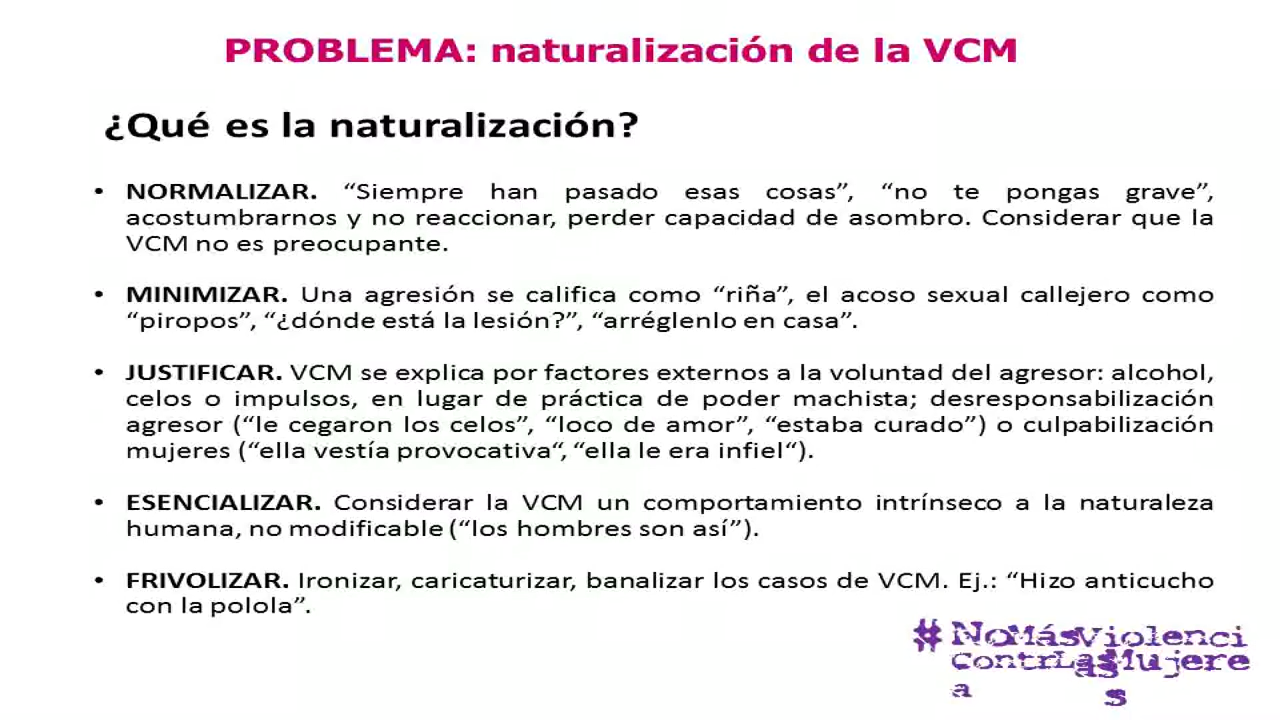 PROBLEMA: naturalización de la VCM
¿Qué es la naturalización?
• NORMALIZAR. “Siempre han pasado esas cosas”, “no te pongas grave”,
acostumbrarnos y no reaccionar, perder capacidad de asombro. Considerar que la
VCM no es preocupante.
• MINIMIZAR. Una agresión se califica como “riña”, el acoso sexual callejero como
“piropos”, “¿dónde está la lesión?”, “arréglenlo en casa”.
• JUSTIFICAR. VCM se explica por factores externos a la voluntad del agresor: alcohol,
celos o impulsos, en lugar de práctica de poder machista; desresponsabilización
agresor (“le cegaron los celos”, “loco de amor”, “estaba curado”) o culpabilización
mujeres (“ella vestía provocativa“, “ella le era infiel“).
• ESENCIALIZAR. Considerar la VCM un comportamiento intrínseco a la naturaleza
humana, no modificable (“los hombres son así”).
• FRIVOLIZAR. Ironizar, caricaturizar, banalizar los casos de VCM. Ej.: “Hizo anticucho
con la polola”.
#NoMásViolenci
ContrLasMujere
a s